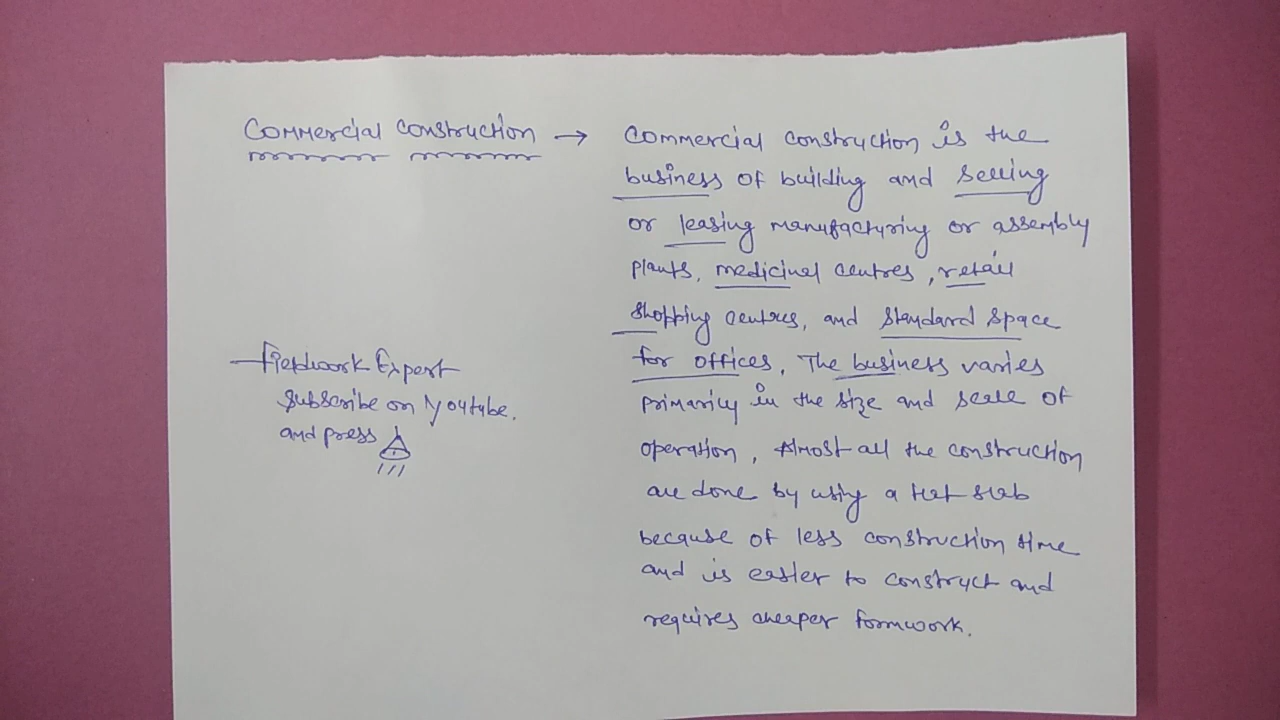 Commercial construction →
Commercial construction is the
business of building and selling
or leasing manufacturing or assembly
plants, medicinal centres, retail
shopping centres, and standard space
for offices, The business varies
primarily in the size and scale of
operation, Almost all the construction
are done by using a flat slab
because of less construction time
and is easier to construct and
requires cheaper formwork.
Fieldwork Expert
Subscribe on Youtube.
and press